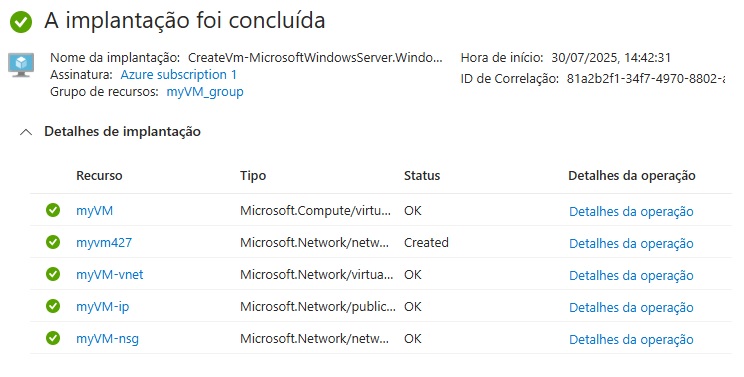 A implantação foi concluída
Nome da implantação: CreateVm-MicrosoftWindowsServer.Windo...
Hora de início: 30/07/2025, 14:42:31
Assinatura: Azure subscription 1
ID de Correlação: 81a2b2f1-34f7-4970-8802-
Grupo de recursos: myVM_group
Detalhes de implantação
Recurso Tipo Status Detalhes da operação
myVM Microsoft.Compute/virtu... OK Detalhes da operação
myvm427 Microsoft.Network/netw... Created Detalhes da operação
myVM-vnet Microsoft.Network/virtua... OK Detalhes da operação
myVM-ip Microsoft.Network/public... OK Detalhes da operação
myVM-nsg Microsoft.Network/netw... OK Detalhes da operação